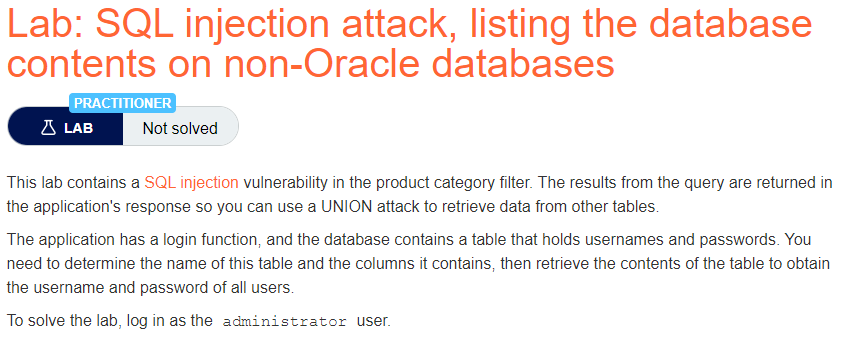 Lab: SQL injection attack, listing the database
contents on non-Oracle databases
PRACTITIONER
LAB Not solved
This lab contains a SQL injection vulnerability in the product category filter. The results from the query are returned in
the application's response so you can use a UNION attack to retrieve data from other tables.
The application has a login function, and the database contains a table that holds usernames and passwords. You
need to determine the name of this table and the columns it contains, then retrieve the contents of the table to obtain
the username and password of all users.
To solve the lab, log in as the administrator user.